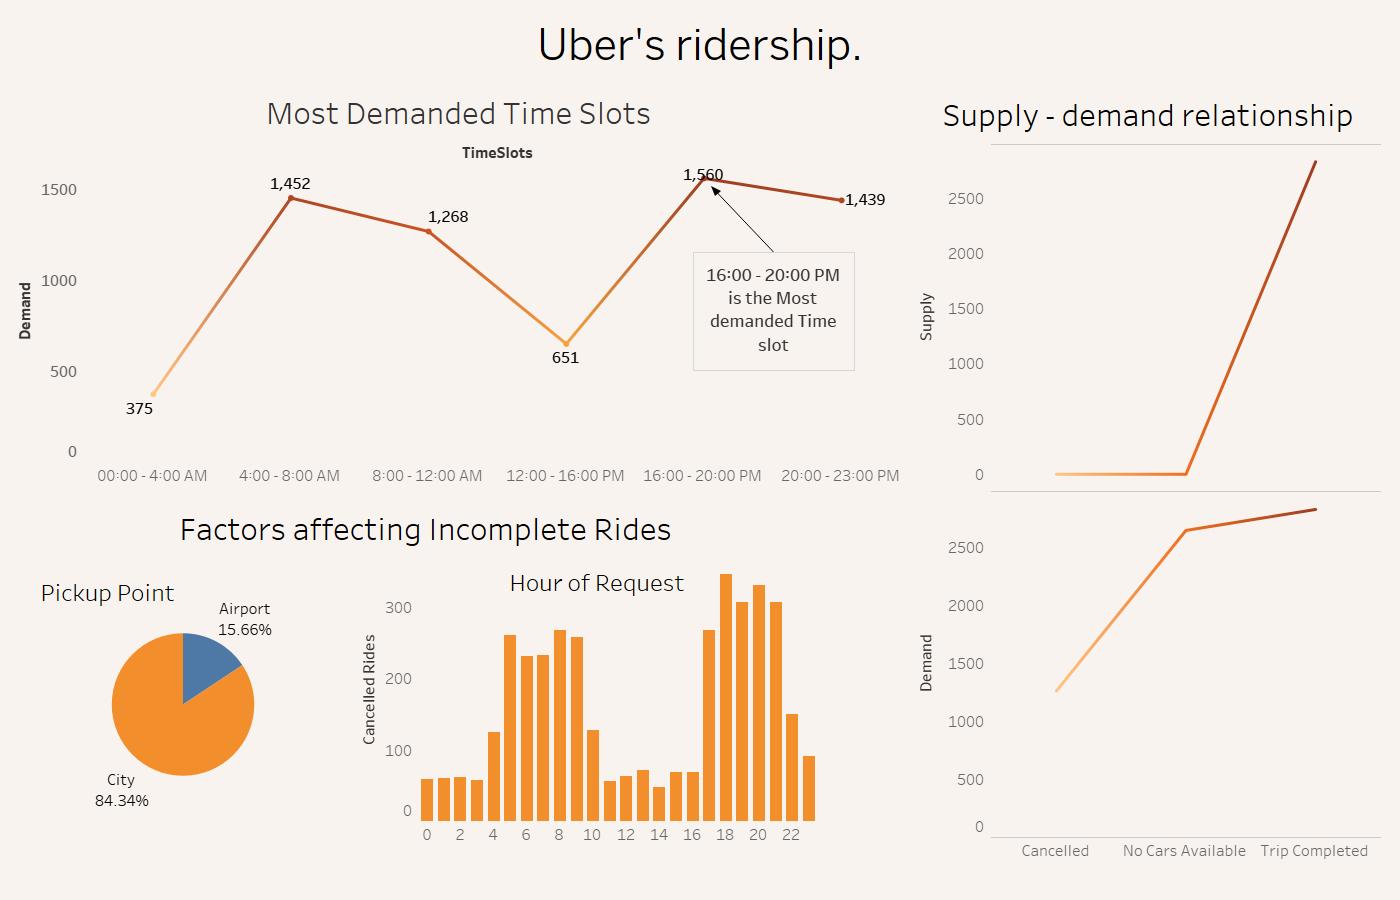 Uber's ridership.
Most Demanded Time Slots
TimeSlots
Demand
1500
1000
500
0
375
1,452
1,268
651
1,560
1,439
16:00 - 20:00 PM
is the Most
demanded Time
slot
00:00 - 4:00 AM
4:00 - 8:00 AM
8:00 - 12:00 AM
12:00 - 16:00 PM
16:00 - 20:00 PM
20:00 - 23:00 PM
Supply - demand relationship
Supply
2500
2000
1500
1000
500
0
Demand
2500
2000
1500
1000
500
0
Cancelled
No Cars Available
Trip Completed
Factors affecting Incomplete Rides
Pickup Point
Airport
15.66%
City
84.34%
Hour of Request
Cancelled Rides
300
200
100
0
0 2 4 6 8 10 12 14 16 18 20 22